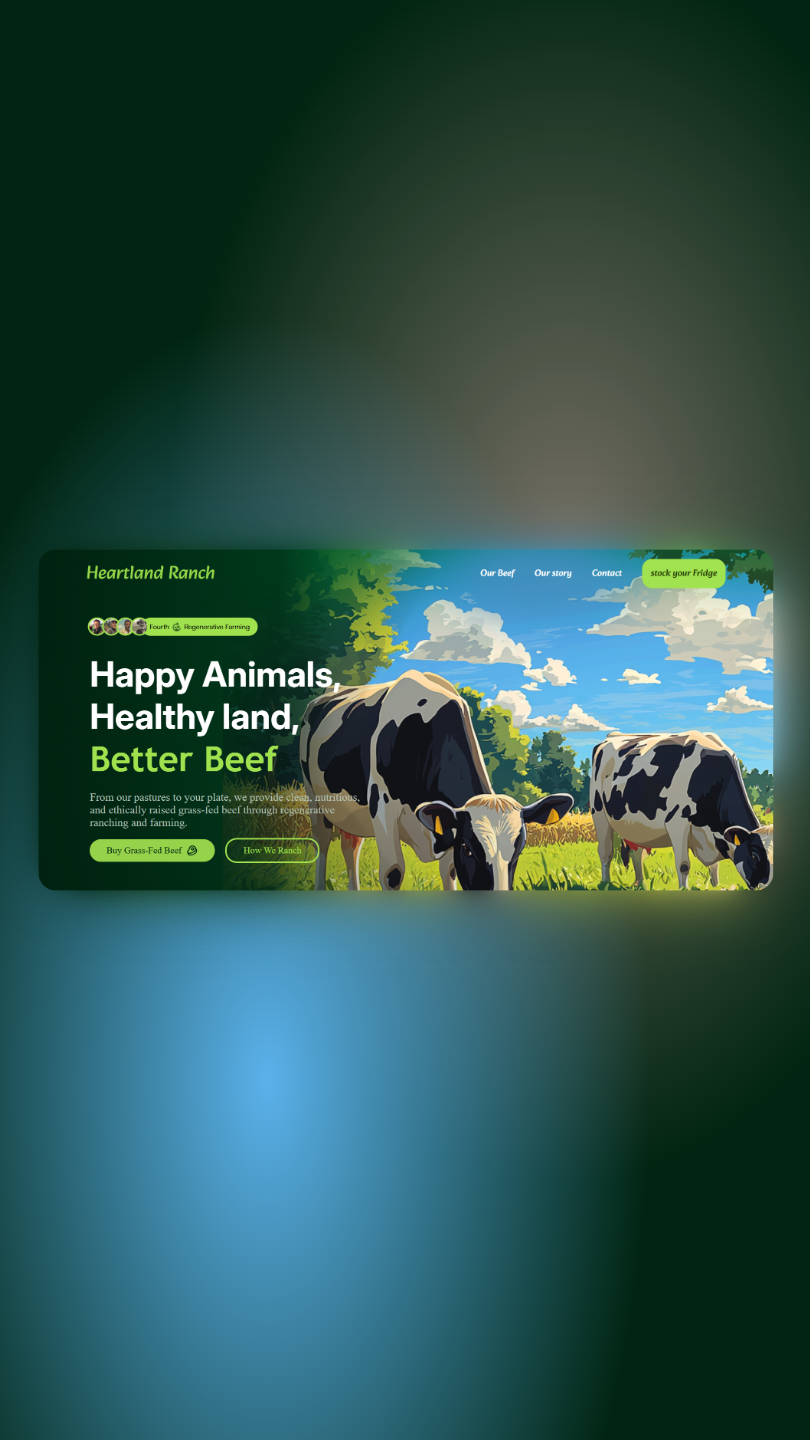 Heartland Ranch
Our Beef
Our story
Contact
stock your Fridge
Fourth Regenerative Farming
Happy Animals,
Healthy land,
Better Beef
From our pastures to your plate, we provide clean, nutritious,
and ethically raised grass-fed beef through regenerative
ranching and farming.
Buy Grass-Fed Beef
How We Ranch